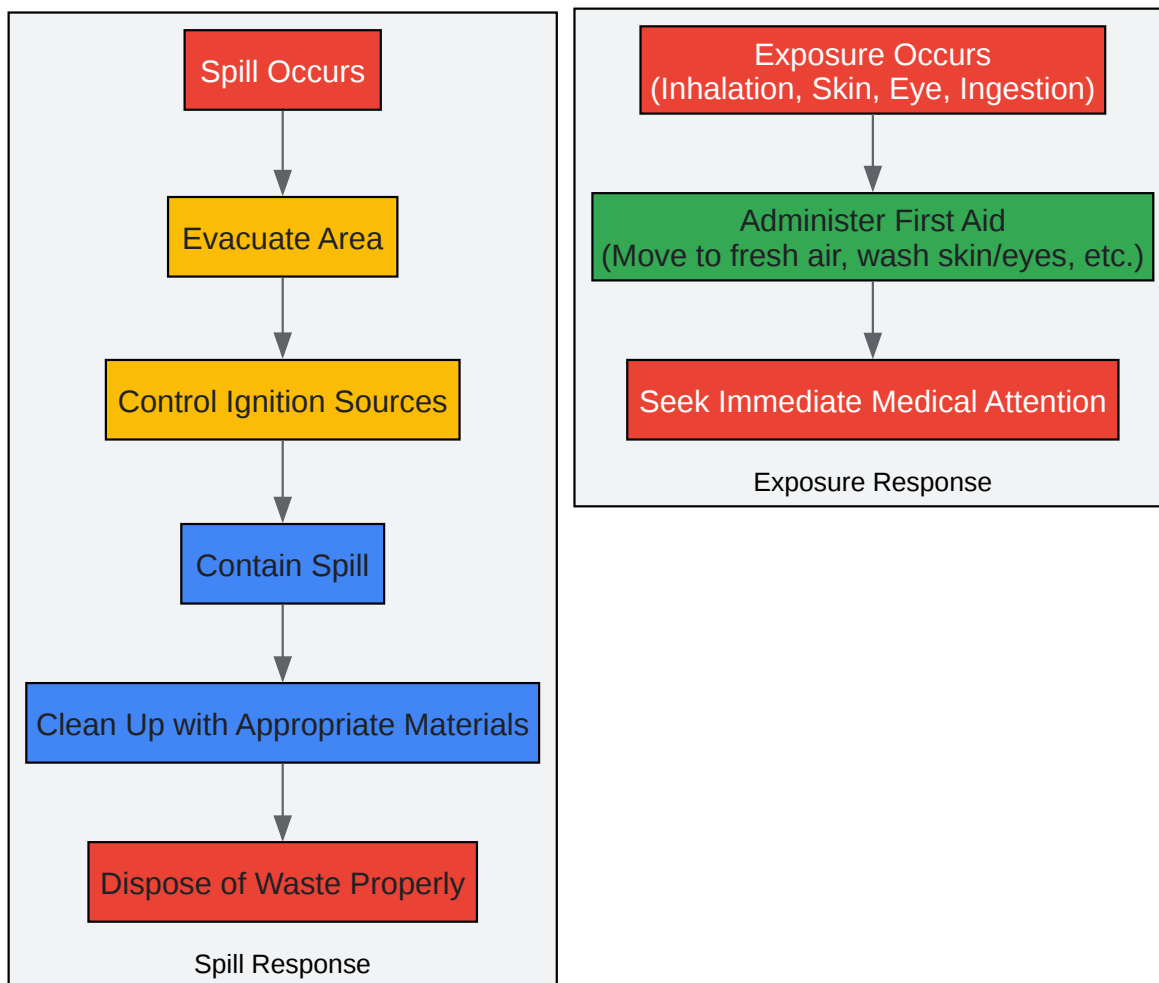 Spill Occurs
Evacuate Area
Control Ignition Sources
Contain Spill
Clean Up with Appropriate Materials
Dispose of Waste Properly
Spill Response
Exposure Occurs
(Inhalation, Skin, Eye, Ingestion)
Administer First Aid
(Move to fresh air, wash skin/eyes, etc.)
Seek Immediate Medical Attention
Exposure Response